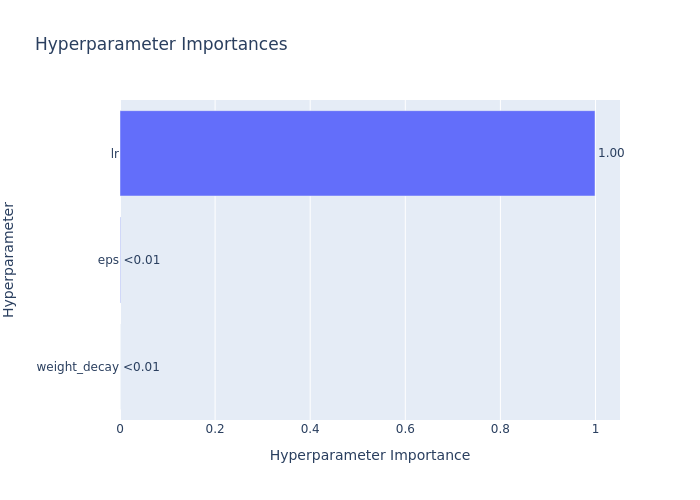 Hyperparameter Importances
Hyperparameter
lr
1.00
eps
<0.01
weight_decay
<0.01
0
0.2
0.4
0.6
0.8
1
Hyperparameter Importance